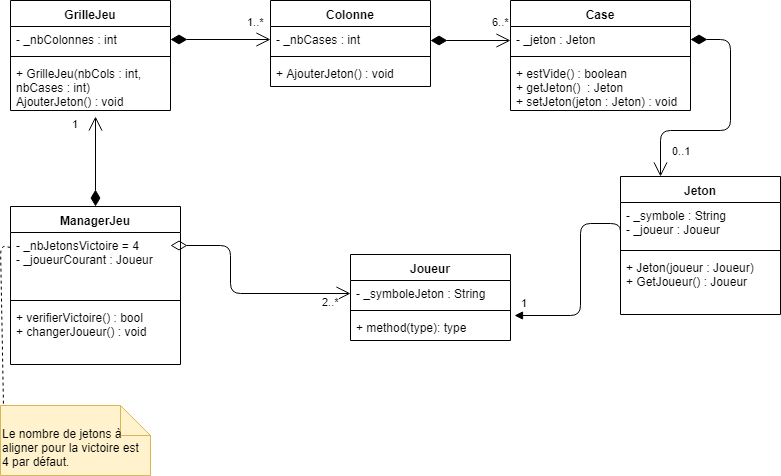 GrilleJeu
- _nbColonnes : int
+ GrilleJeu(nbCols : int,
nbCases : int)
AjouterJeton() : void
1..*
Colonne
- _nbCases : int
+ AjouterJeton() : void
6..*
Case
- _jeton : Jeton
+ estVide() : boolean
+ getJeton() : Jeton
+ setJeton(jeton : Jeton) : void
1
0..1
ManagerJeu
- _nbJetonsVictoire = 4
- _joueurCourant : Joueur
+ verifierVictoire() : bool
+ changerJoueur() : void
2..*
Joueur
- _symboleJeton : String
+ method(type): type
1
Jeton
- _symbole : String
- _joueur : Joueur
+ Jeton(joueur : Joueur)
+ GetJoueur() : Joueur
Le nombre de jetons à
aligner pour la victoire est
4 par défaut.